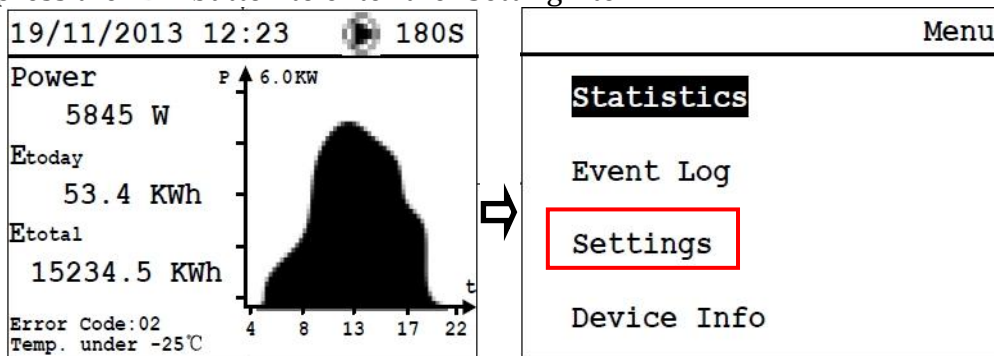 19/11/2013 12:23 180S
Power
5845 W
Etoday
53.4 KWh
Etotal
15234.5 KWh
Error Code:02
Temp. under -25℃
P 6.0KW
t
4 8 13 17 22
Menu
Statistics
Event Log
Settings
Device Info